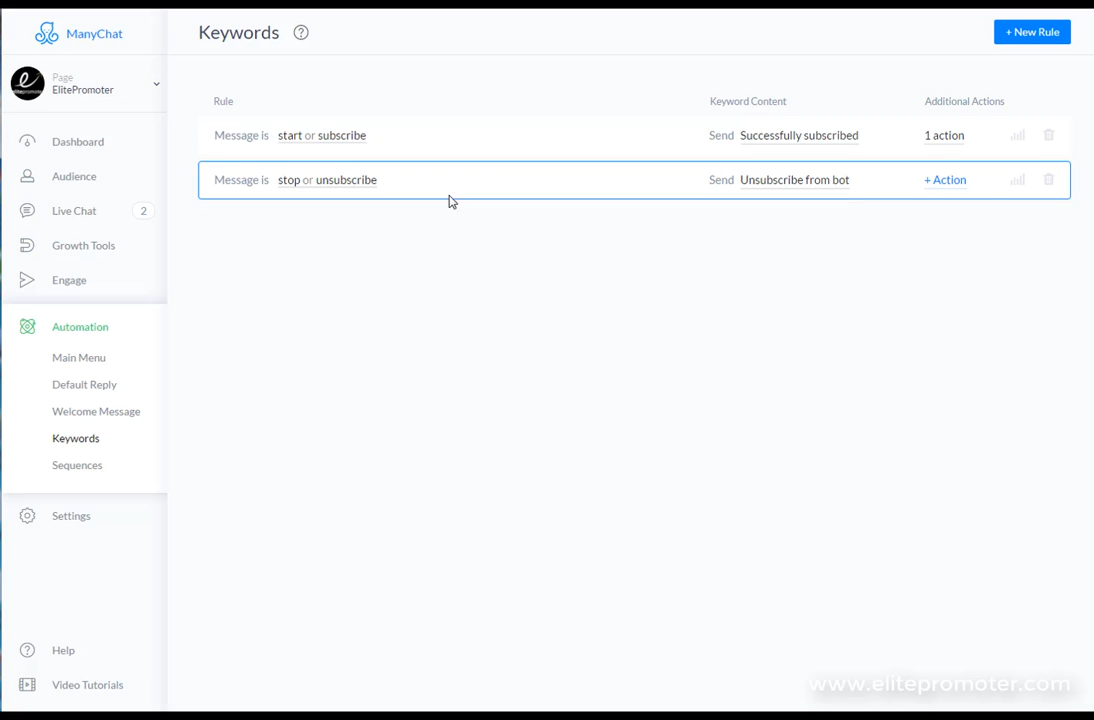 ManyChat
Keywords
+ New Rule
Page
ElitePromoter
Rule
Keyword Content
Additional Actions
Message is start or subscribe
Send Successfully subscribed
1 action
Message is stop or unsubscribe
Send Unsubscribe from bot
+ Action
Dashboard
Audience
Live Chat 2
Growth Tools
Engage
Automation
Main Menu
Default Reply
Welcome Message
Keywords
Sequences
Settings
Help
Video Tutorials
www.elitepromoter.com